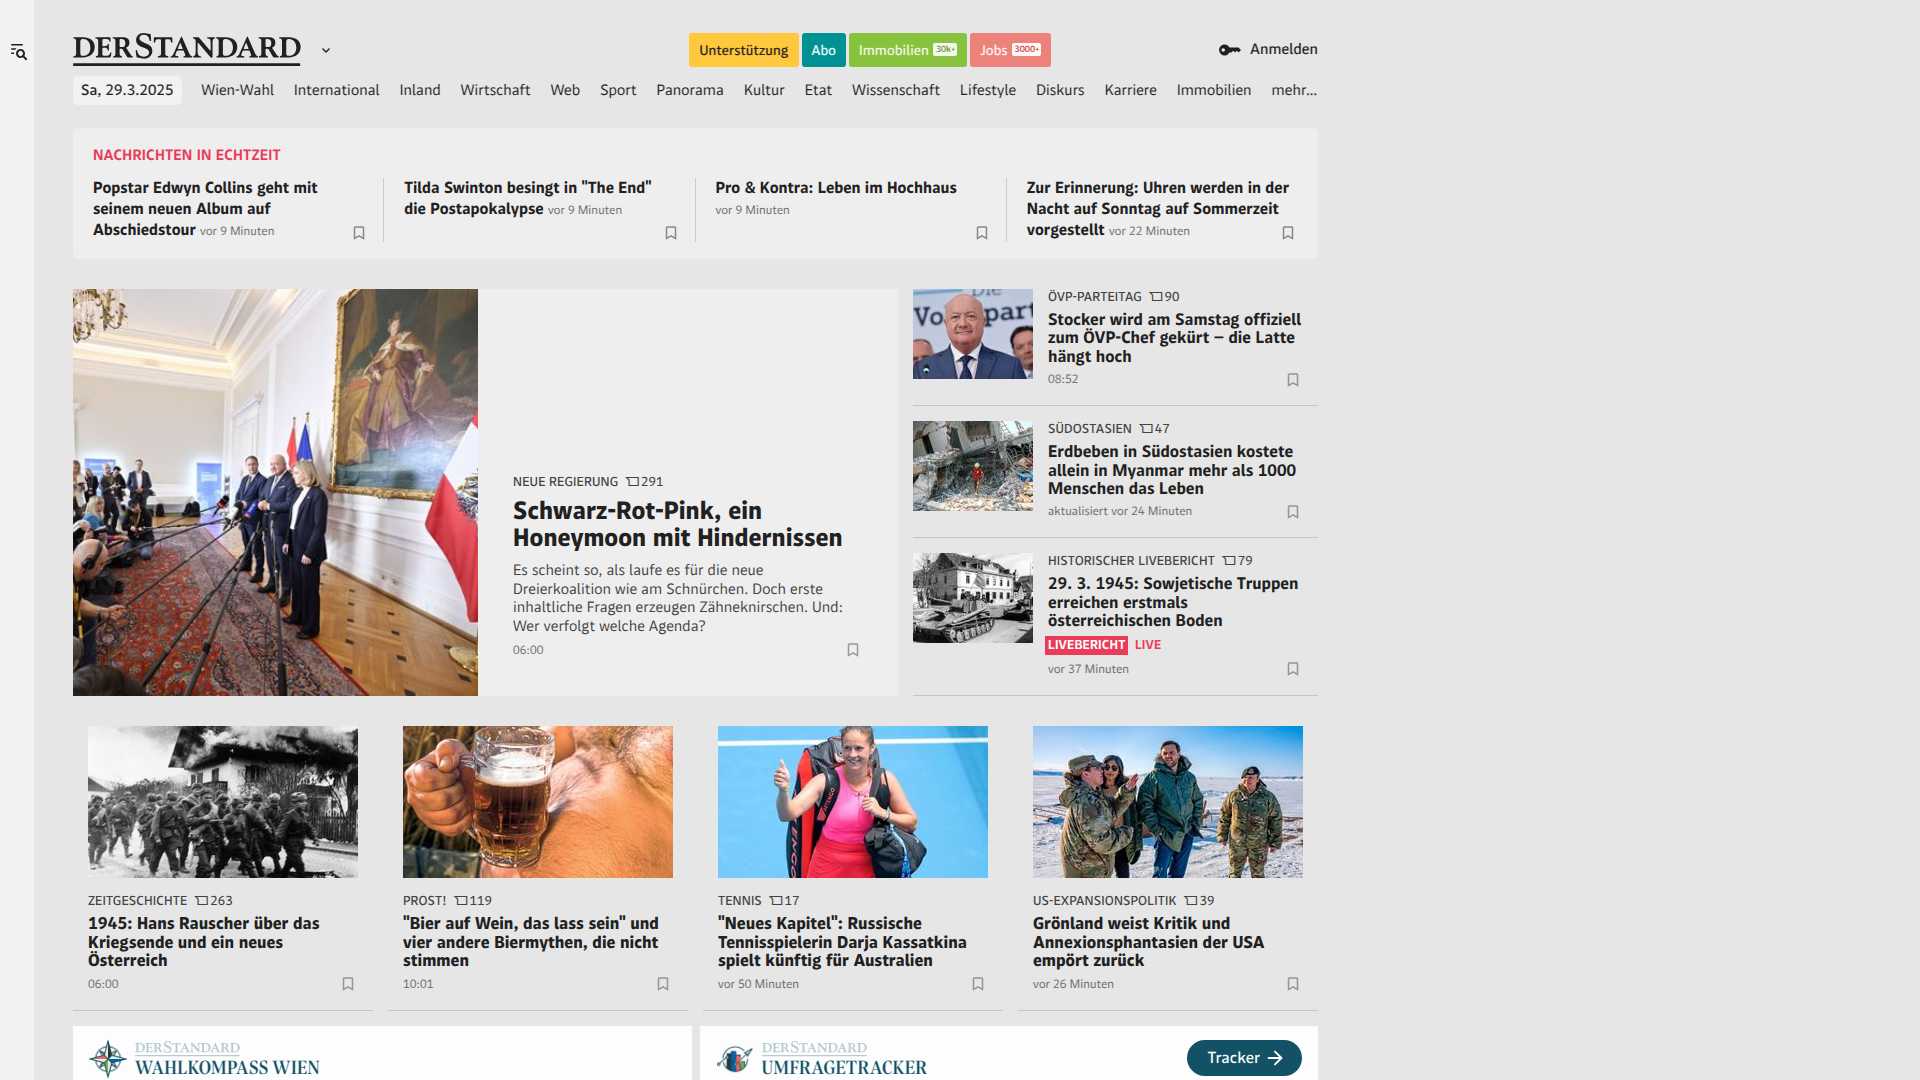 DERSTANDARD
Unterstützung
Abo
Immobilien 30k+
Jobs 3000+
Anmelden
Sa, 29.3.2025
Wien-Wahl
International
Inland
Wirtschaft
Web
Sport
Panorama
Kultur
Etat
Wissenschaft
Lifestyle
Diskurs
Karriere
Immobilien
mehr...
NACHRICHTEN IN ECHTZEIT
Popstar Edwyn Collins geht mit
seinem neuen Album auf
Abschiedstour vor 9 Minuten
Tilda Swinton besingt in "The End"
die Postapokalypse vor 9 Minuten
Pro & Kontra: Leben im Hochhaus
vor 9 Minuten
Zur Erinnerung: Uhren werden in der
Nacht auf Sonntag auf Sommerzeit
vorgestellt vor 22 Minuten
NEUE REGIERUNG 291
Schwarz-Rot-Pink, ein
Honeymoon mit Hindernissen
Es scheint so, als laufe es für die neue
Dreierkoalition wie am Schnürchen. Doch erste
inhaltliche Fragen erzeugen Zähneknirschen. Und:
Wer verfolgt welche Agenda?
06:00
ÖVP-PARTEITAG 90
Stocker wird am Samstag offiziell
zum ÖVP-Chef gekürt – die Latte
hängt hoch
08:52
SÜDOSTASIEN 47
Erdbeben in Südostasien kostete
allein in Myanmar mehr als 1000
Menschen das Leben
aktualisiert vor 24 Minuten
HISTORISCHER LIVEBERICHT 79
29. 3. 1945: Sowjetische Truppen
erreichen erstmals
österreichischen Boden
LIVEBERICHT LIVE
vor 37 Minuten
ZEITGESCHICHTE 263
1945: Hans Rauscher über das
Kriegsende und ein neues
Österreich
06:00
PROST! 119
"Bier auf Wein, das lass sein" und
vier andere Biermythen, die nicht
stimmen
10:01
TENNIS 17
"Neues Kapitel": Russische
Tennisspielerin Darja Kassatkina
spielt künftig für Australien
vor 50 Minuten
US-EXPANSIONSPOLITIK 39
Grönland weist Kritik und
Annexionsphantasien der USA
empört zurück
vor 26 Minuten
DERSTANDARD
WAHLKOMPASS WIEN
DERSTANDARD
UMFRAGETRACKER
Tracker